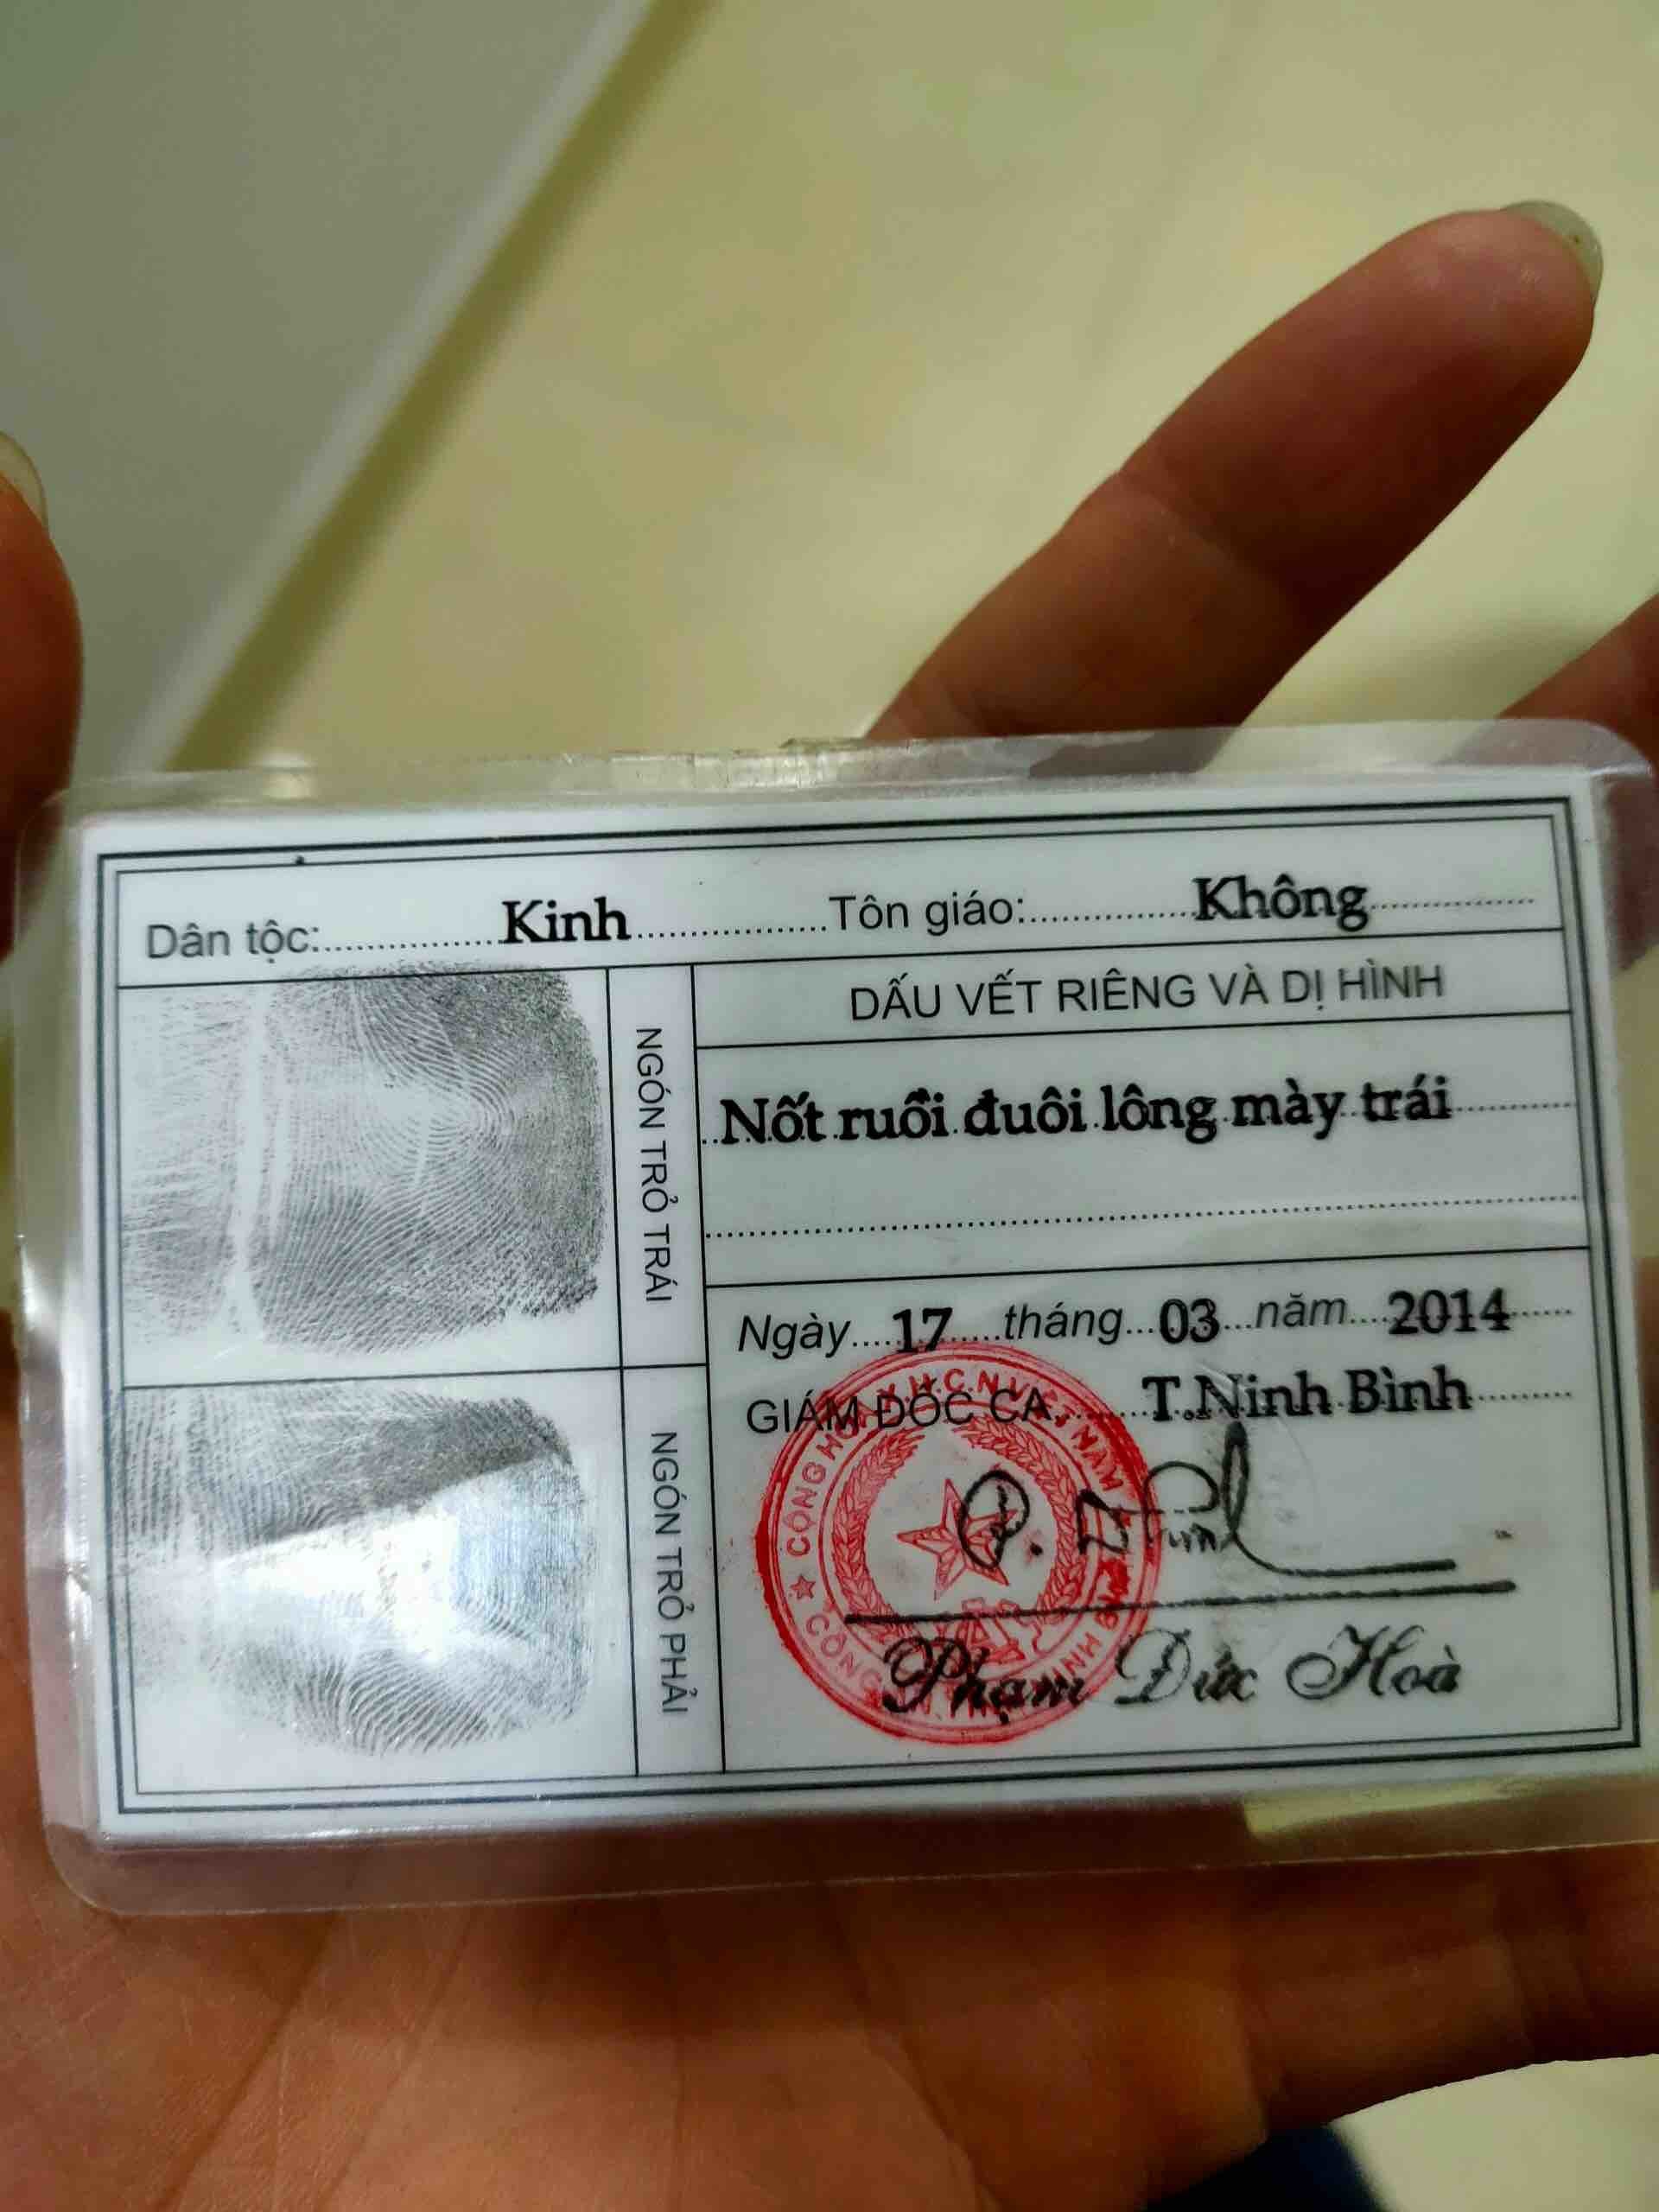 Dân tộc: Kinh Tôn giáo: Không
NGÓN TRỎ TRÁI
NGÓN TRỎ PHẢI
DẤU VẾT RIÊNG VÀ DỊ HÌNH
Nốt ruồi đuôi lông mày trái
Ngày 17 tháng 03 năm 2014
GIÁM ĐỐC CA T.Ninh Bình
Phạm Đức Hoà